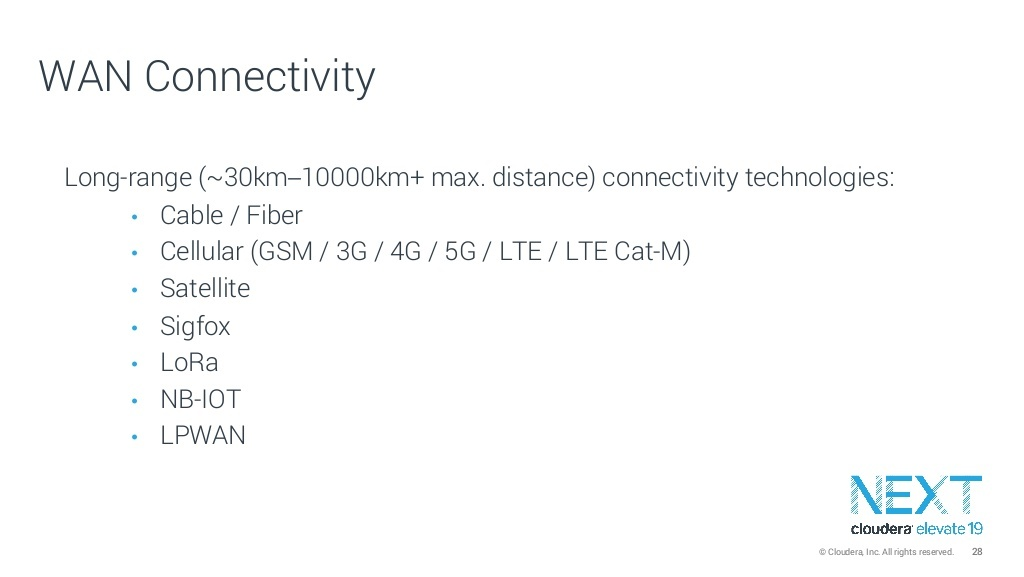 WAN Connectivity
Long-range (~30km–10000km+ max. distance) connectivity technologies:
• Cable / Fiber
• Cellular (GSM / 3G / 4G / 5G / LTE / LTE Cat-M)
• Satellite
• Sigfox
• LoRa
• NB-IOT
• LPWAN
NEXT
cloudera elevate19
© Cloudera, Inc. All rights reserved. 28